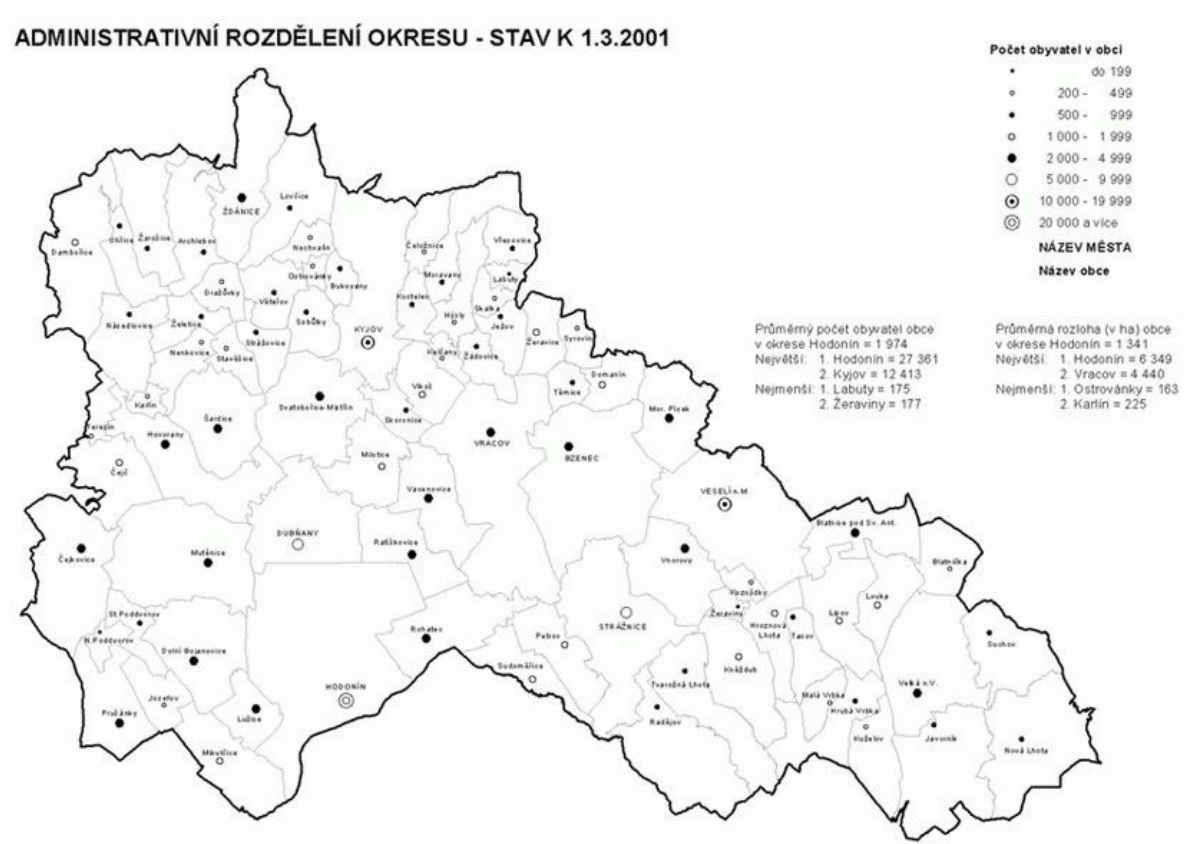 ADMINISTRATIVNÍ ROZDĚLENÍ OKRESU - STAV K 1.3.2001
Počet obyvatel v obci
do 199
200 - 499
500 - 999
1 000 - 1 999
2 000 - 4 999
5 000 - 9 999
10 000 - 19 999
20 000 a více
NÁZEV MĚSTA
Název obce
Průměrný počet obyvatel obce
v okrese Hodonín = 1 974
Největší: 1. Hodonín = 27 361
2. Kyjov = 12 413
Nejmenší: 1. Labuty = 175
2. Žeraviny = 177
Průměrná rozloha (v ha) obce
v okrese Hodonín = 1 341
Největší: 1. Hodonín = 6 349
2. Vracov = 4 440
Nejmenší: 1. Ostrovánky = 163
2. Karlín = 225
ŽDÁNICE
Lovčice
Dambořice
Uhřice
Žarošice
Archlebov
Nechvalín
Ostrovánky
Bukovany
Čeložnice
Moravany
Vřesovice
Labuty
Skalka
Dražůvky
Věteřov
Sobůlky
Kostelec
Hýsly
Ježov
Násedlovice
Želetice
Strážovice
KYJOV
Nenkovice
Stavěšice
Kelčany
Žádovice
Žeravice
Syrovín
Domanín
Těmice
Karlín
Terezín
Hovorany
Šardice
Svatobořice-Mistřín
Vlkoš
Skoronice
VRACOV
BZENEC
Mor. Písek
Čejč
Milotice
Vacenovice
VESELÍ n.M.
DUBŇANY
Ratíškovice
Blatnice pod Sv. Ant.
Čejkovice
Mutěnice
Vnorovy
Blatnička
Kozojídky
Louka
St.Poddvorov
N.Poddvorov
Žeraviny
Hroznová
Lhota
Tasov
Lipov
Rohatec
Petrov
STRÁŽNICE
Suchov
Dolní Bojanovice
Sudoměřice
Kněždub
Tvarožná Lhota
HODONÍN
Josefov
Malá Vrbka
Hrubá Vrbka
Velká n.V.
Prušánky
Lužice
Radějov
Kuželov
Javorník
Nová Lhota
Mikulčice